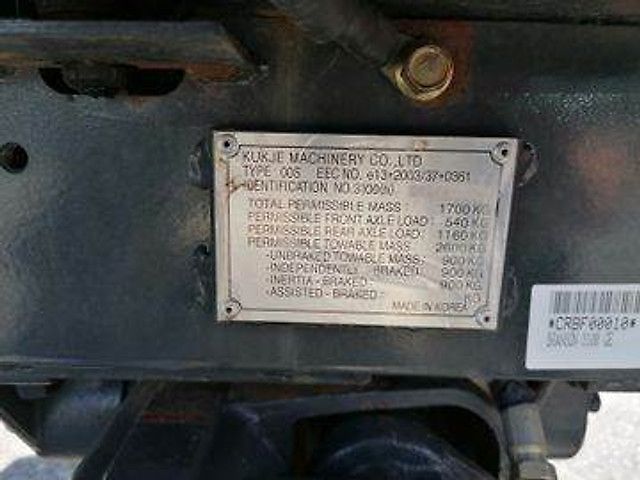 KUKJE MACHINERY CO.,LTD
TYPE 005 EEC NO. e13*2003/37*0361
IDENTIFICATION NO
TOTAL PERMISSIBLE MASS : 1700 KG
PERMISSIBLE FRONT AXLE LOAD : 540 KG
PERMISSIBLE REAR AXLE LOAD: 1160 KG
PERMISSIBLE TOWABLE MASS : 2600 KG
-UNBRAKED TOWABLE MASS: 900 KG
-INDEPENDENTLY - BRAKED: 900 KG
-INERTIA - BRAKED: 900 KG
-ASSISTED - BRAKED: KG
MADE IN KOREA
*CRBF00010*